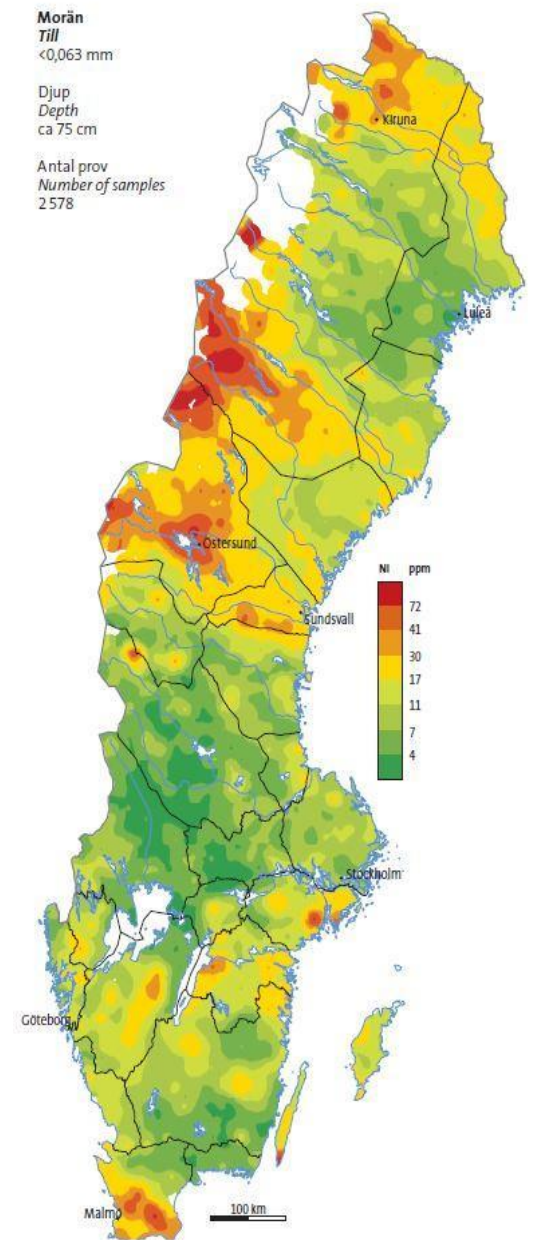 Morän
Till
<0,063 mm
Djup
Depth
ca 75 cm
Antal prov
Number of samples
2 578
Kiruna
Luleå
Östersund
Sundsvall
NI ppm
72
41
30
17
11
7
4
Stockholm
Göteborg
Malmö
100 km